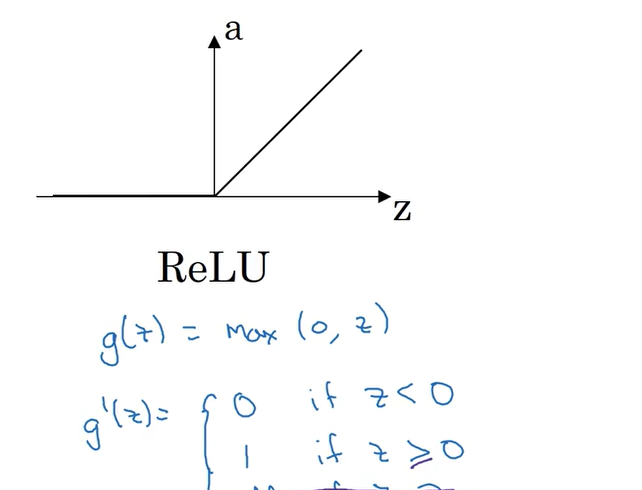 a
z
ReLU
g(z) = max (0, z)
g'(z) = { 0 if z < 0
1 if z ≥ 0